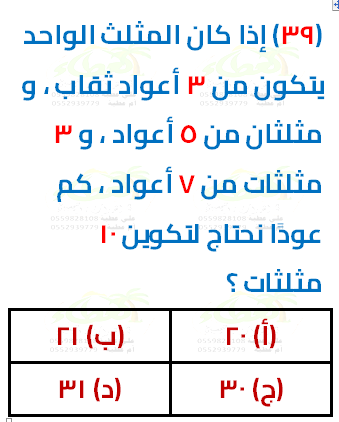 (٣٩) إذا كان المثلث الواحد
يتكون من ٣ أعواد ثقاب ، و
مثلثان من ٥ أعواد ، و ٣
مثلثات من ٧ أعواد ، كم
عودًا نحتاج لتكوين ١٠
مثلثات ؟
(أ) ٢٠ (ب) ٢١
(ج) ٣٠ (د) ٣١